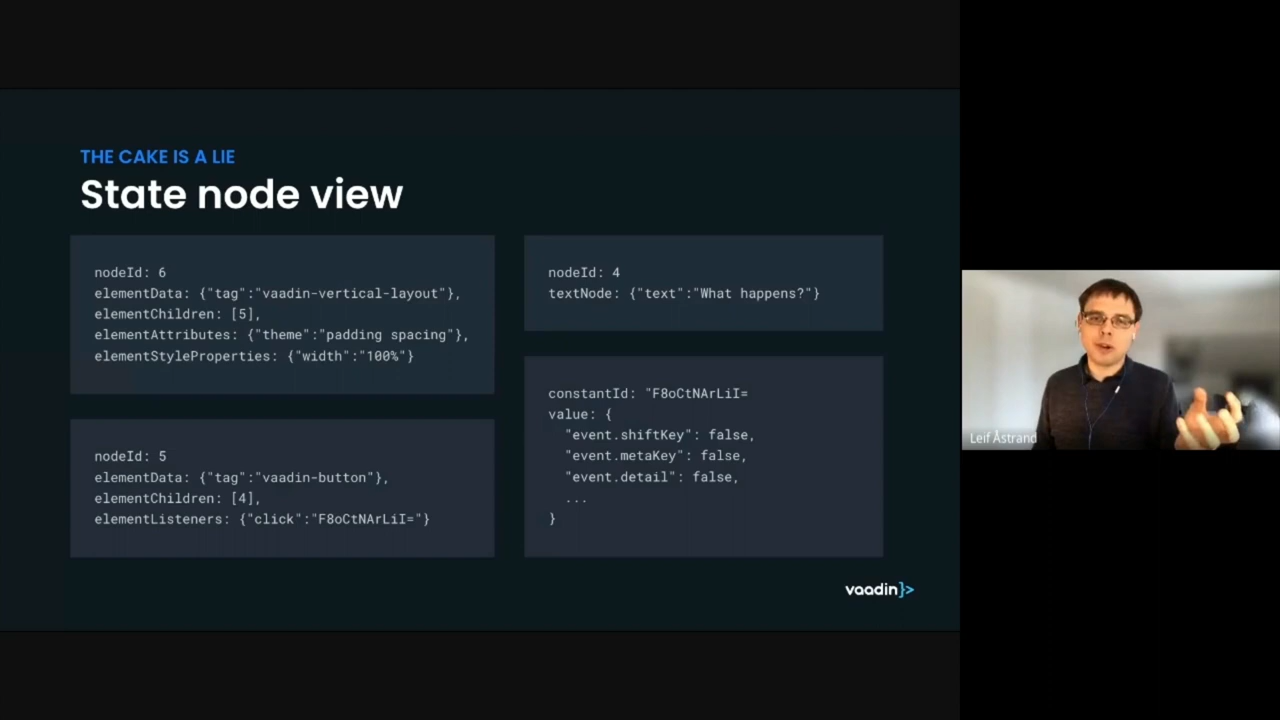 THE CAKE IS A LIE
State node view
nodeId: 6
elementData: {"tag":"vaadin-vertical-layout"},
elementChildren: [5],
elementAttributes: {"theme":"padding spacing"},
elementStyleProperties: {"width":"100%"}
nodeId: 5
elementData: {"tag":"vaadin-button"},
elementChildren: [4],
elementListeners: {"click":"F8oCtNArLiI="}
nodeId: 4
textNode: {"text":"What happens?"}
constantId: "F8oCtNArLiI=
value: {
"event.shiftKey": false,
"event.metaKey": false,
"event.detail": false,
...
}
vaadin}>
Leif Åstrand